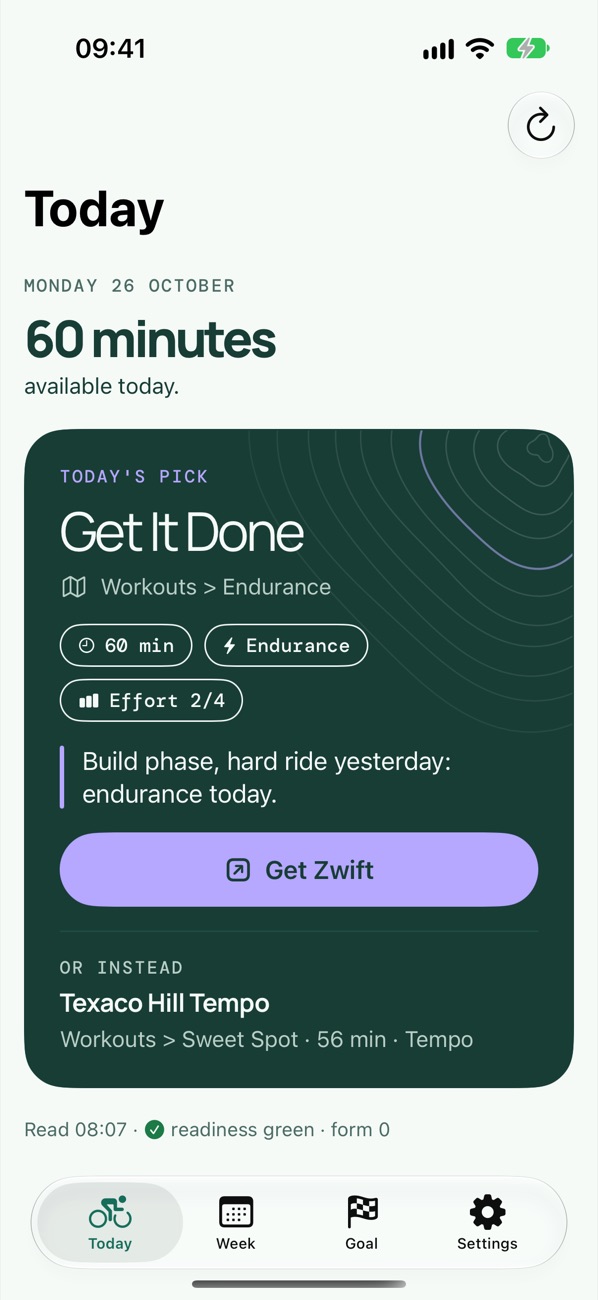 09:41
Today
MONDAY 26 OCTOBER
60 minutes
available today.
TODAY'S PICK
Get It Done
Workouts > Endurance
60 min
Endurance
Effort 2/4
Build phase, hard ride yesterday:
endurance today.
Get Zwift
OR INSTEAD
Texaco Hill Tempo
Workouts > Sweet Spot · 56 min · Tempo
Read 08:07 · readiness green · form 0
Today
Week
Goal
Settings